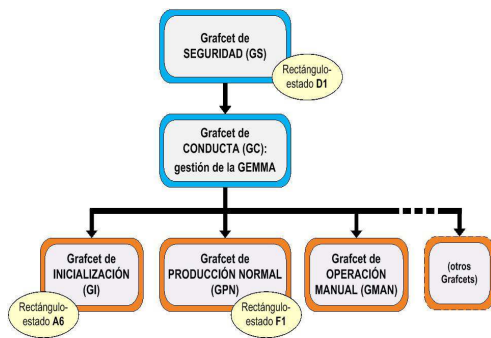 Grafcet de
SEGURIDAD (GS)
Rectángulo-
estado D1
Grafcet de
CONDUCTA (GC):
gestión de la GEMMA
Grafcet de
INICIALIZACIÓN
(GI)
Rectángulo-
estado A6
Grafcet de
PRODUCCIÓN NORMAL
(GPN)
Rectángulo-
estado F1
Grafcet de
OPERACIÓN
MANUAL (GMAN)
(otros
Grafcets)